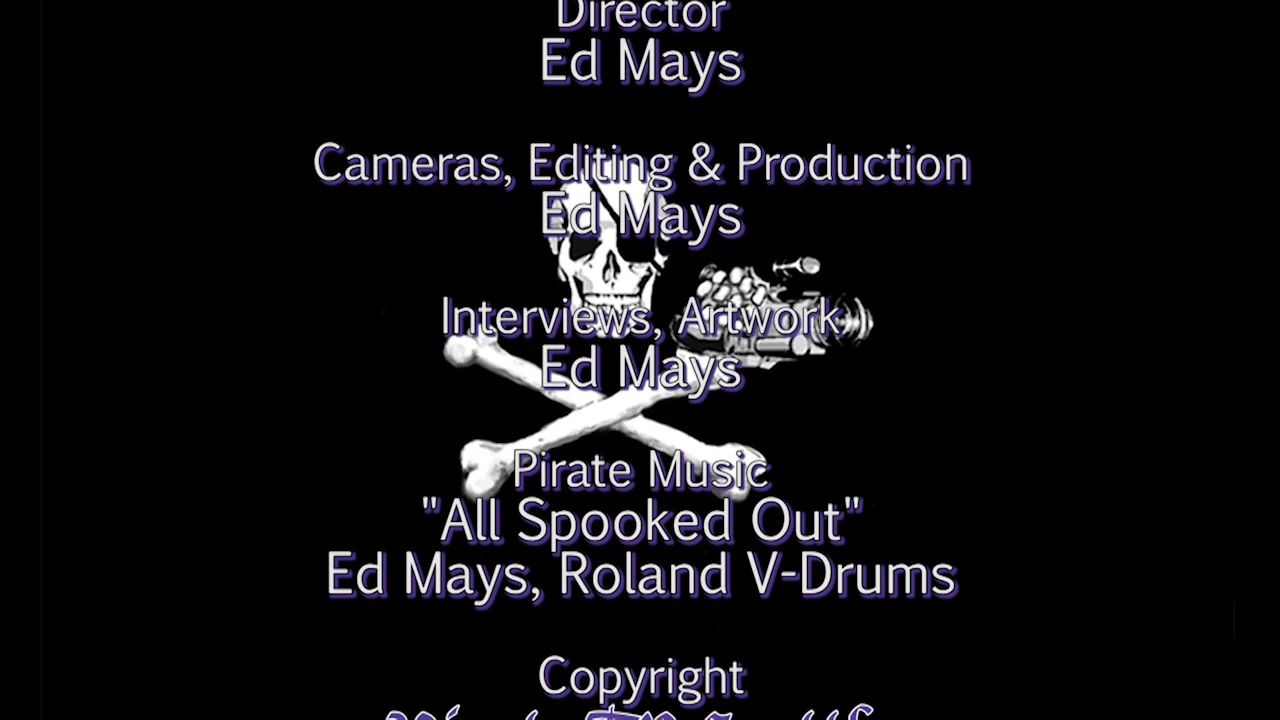 Director
Ed Mays
Cameras, Editing & Production
Ed Mays
Interviews, Artwork
Ed Mays
Pirate Music
"All Spooked Out"
Ed Mays, Roland V-Drums
Copyright